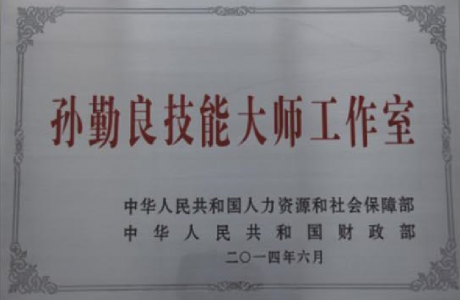 孙勤良技能大师工作室
中华人民共和国人力资源和社会保障部
中华人民共和国财政部
二〇一四年六月